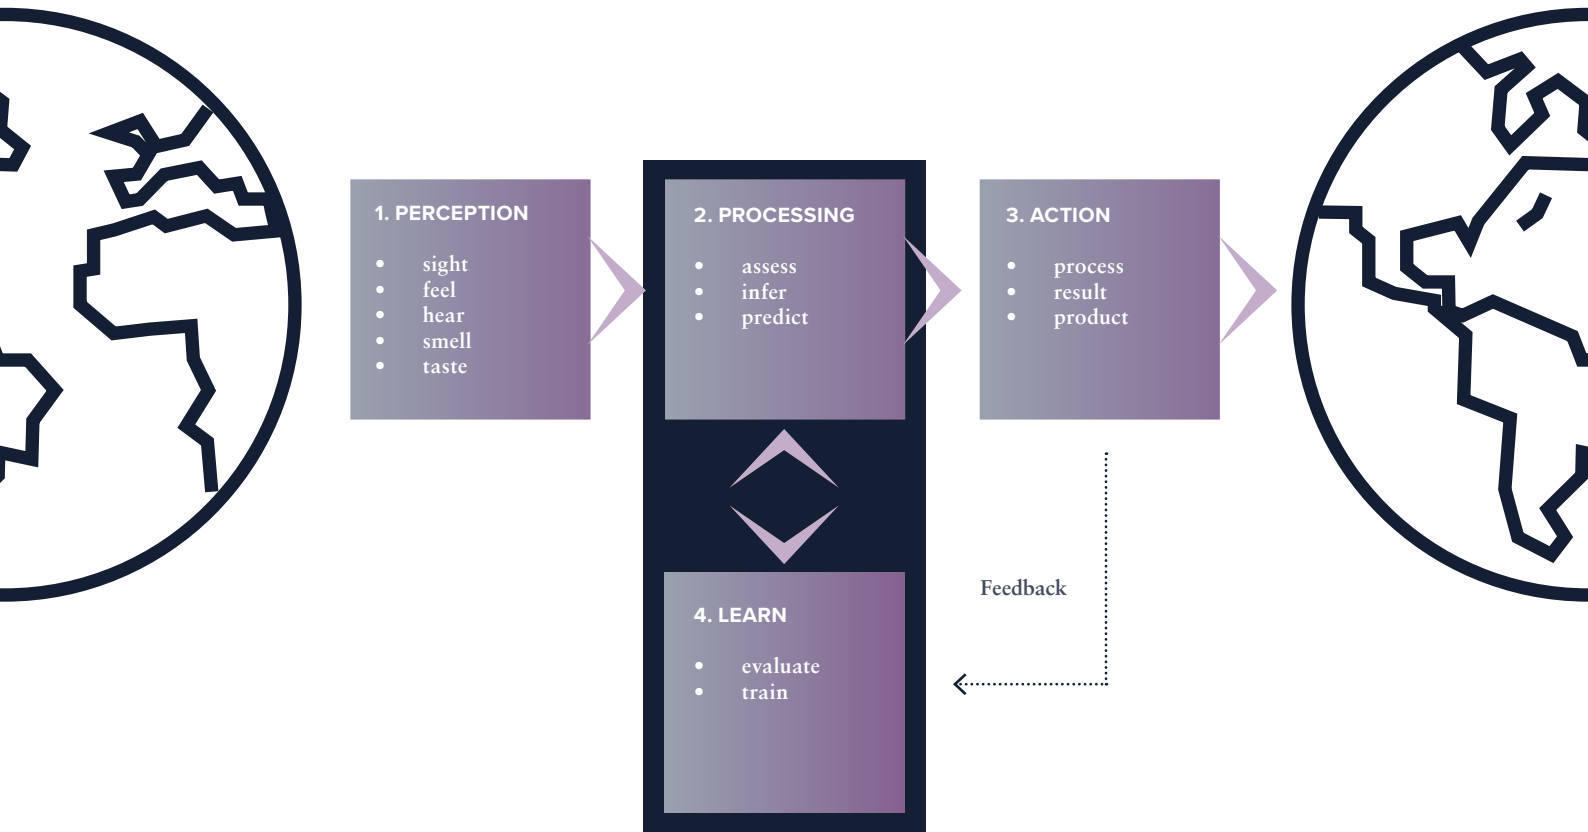 1. PERCEPTION
• sight
• feel
• hear
• smell
• taste
2. PROCESSING
• assess
• infer
• predict
3. ACTION
• process
• result
• product
4. LEARN
• evaluate
• train
Feedback